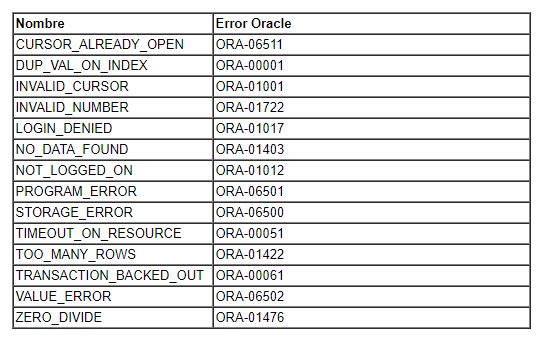 Nombre Error Oracle
CURSOR_ALREADY_OPEN ORA-06511
DUP_VAL_ON_INDEX ORA-00001
INVALID_CURSOR ORA-01001
INVALID_NUMBER ORA-01722
LOGIN_DENIED ORA-01017
NO_DATA_FOUND ORA-01403
NOT_LOGGED_ON ORA-01012
PROGRAM_ERROR ORA-06501
STORAGE_ERROR ORA-06500
TIMEOUT_ON_RESOURCE ORA-00051
TOO_MANY_ROWS ORA-01422
TRANSACTION_BACKED_OUT ORA-00061
VALUE_ERROR ORA-06502
ZERO_DIVIDE ORA-01476